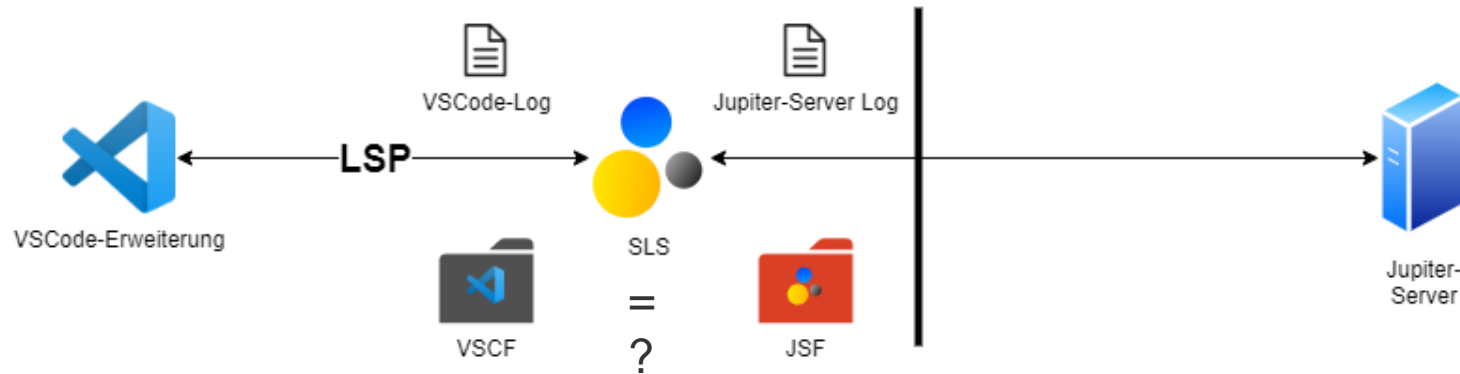 VSCode-Log
Jupiter-Server Log
LSP
VSCode-Erweiterung
SLS
=
?
VSCF
JSF
Jupiter-
Server